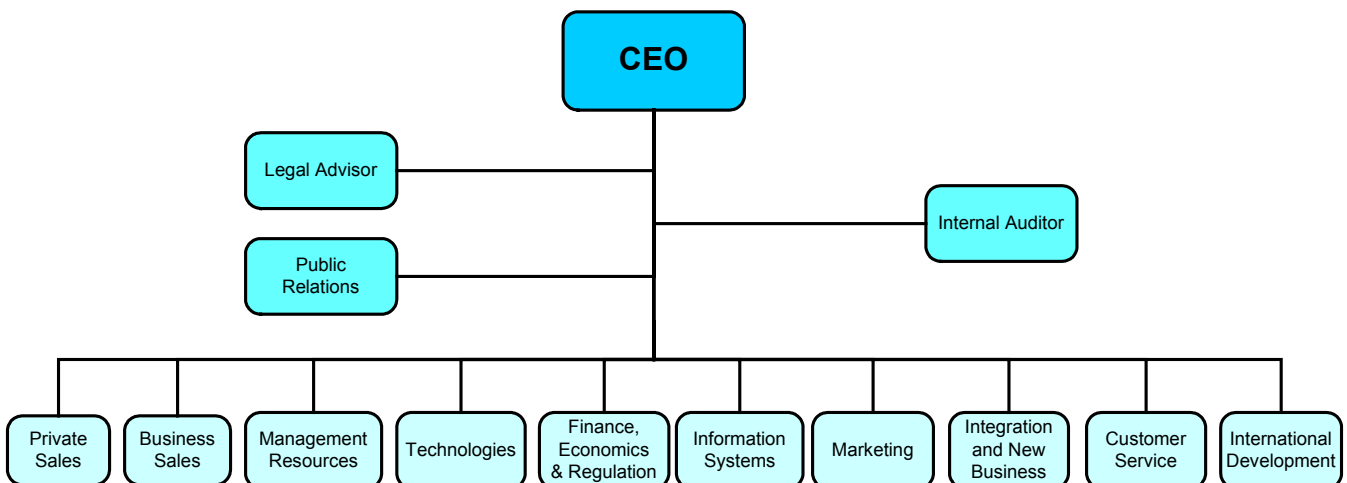 CEO
Legal Advisor
Internal Auditor
Public
Relations
Private
Sales
Business
Sales
Management
Resources
Technologies
Finance,
Economics
& Regulation
Information
Systems
Marketing
Integration
and New
Business
Customer
Service
International
Development